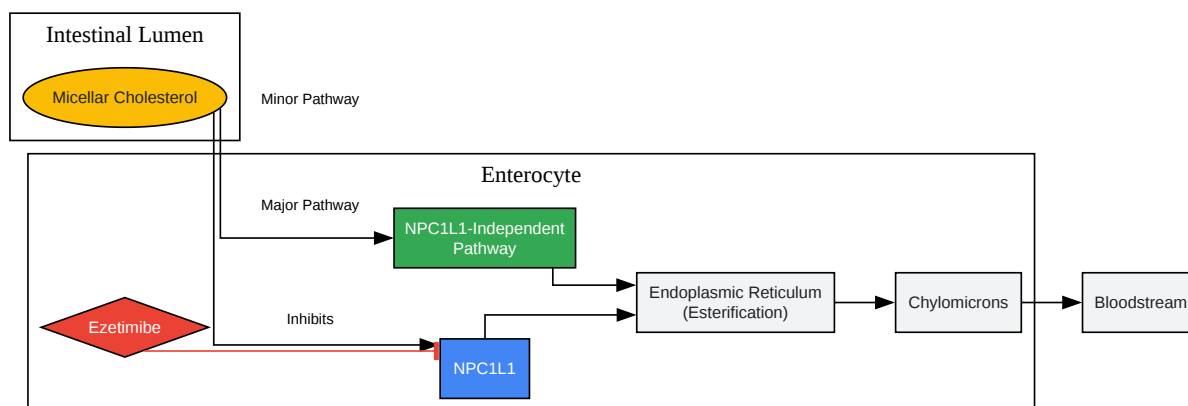 Intestinal Lumen
Micellar Cholesterol
Minor Pathway
Enterocyte
Major Pathway
NPC1L1-Independent
Pathway
Endoplasmic Reticulum
(Esterification)
Chylomicrons
Bloodstream
Ezetimibe
Inhibits
NPC1L1